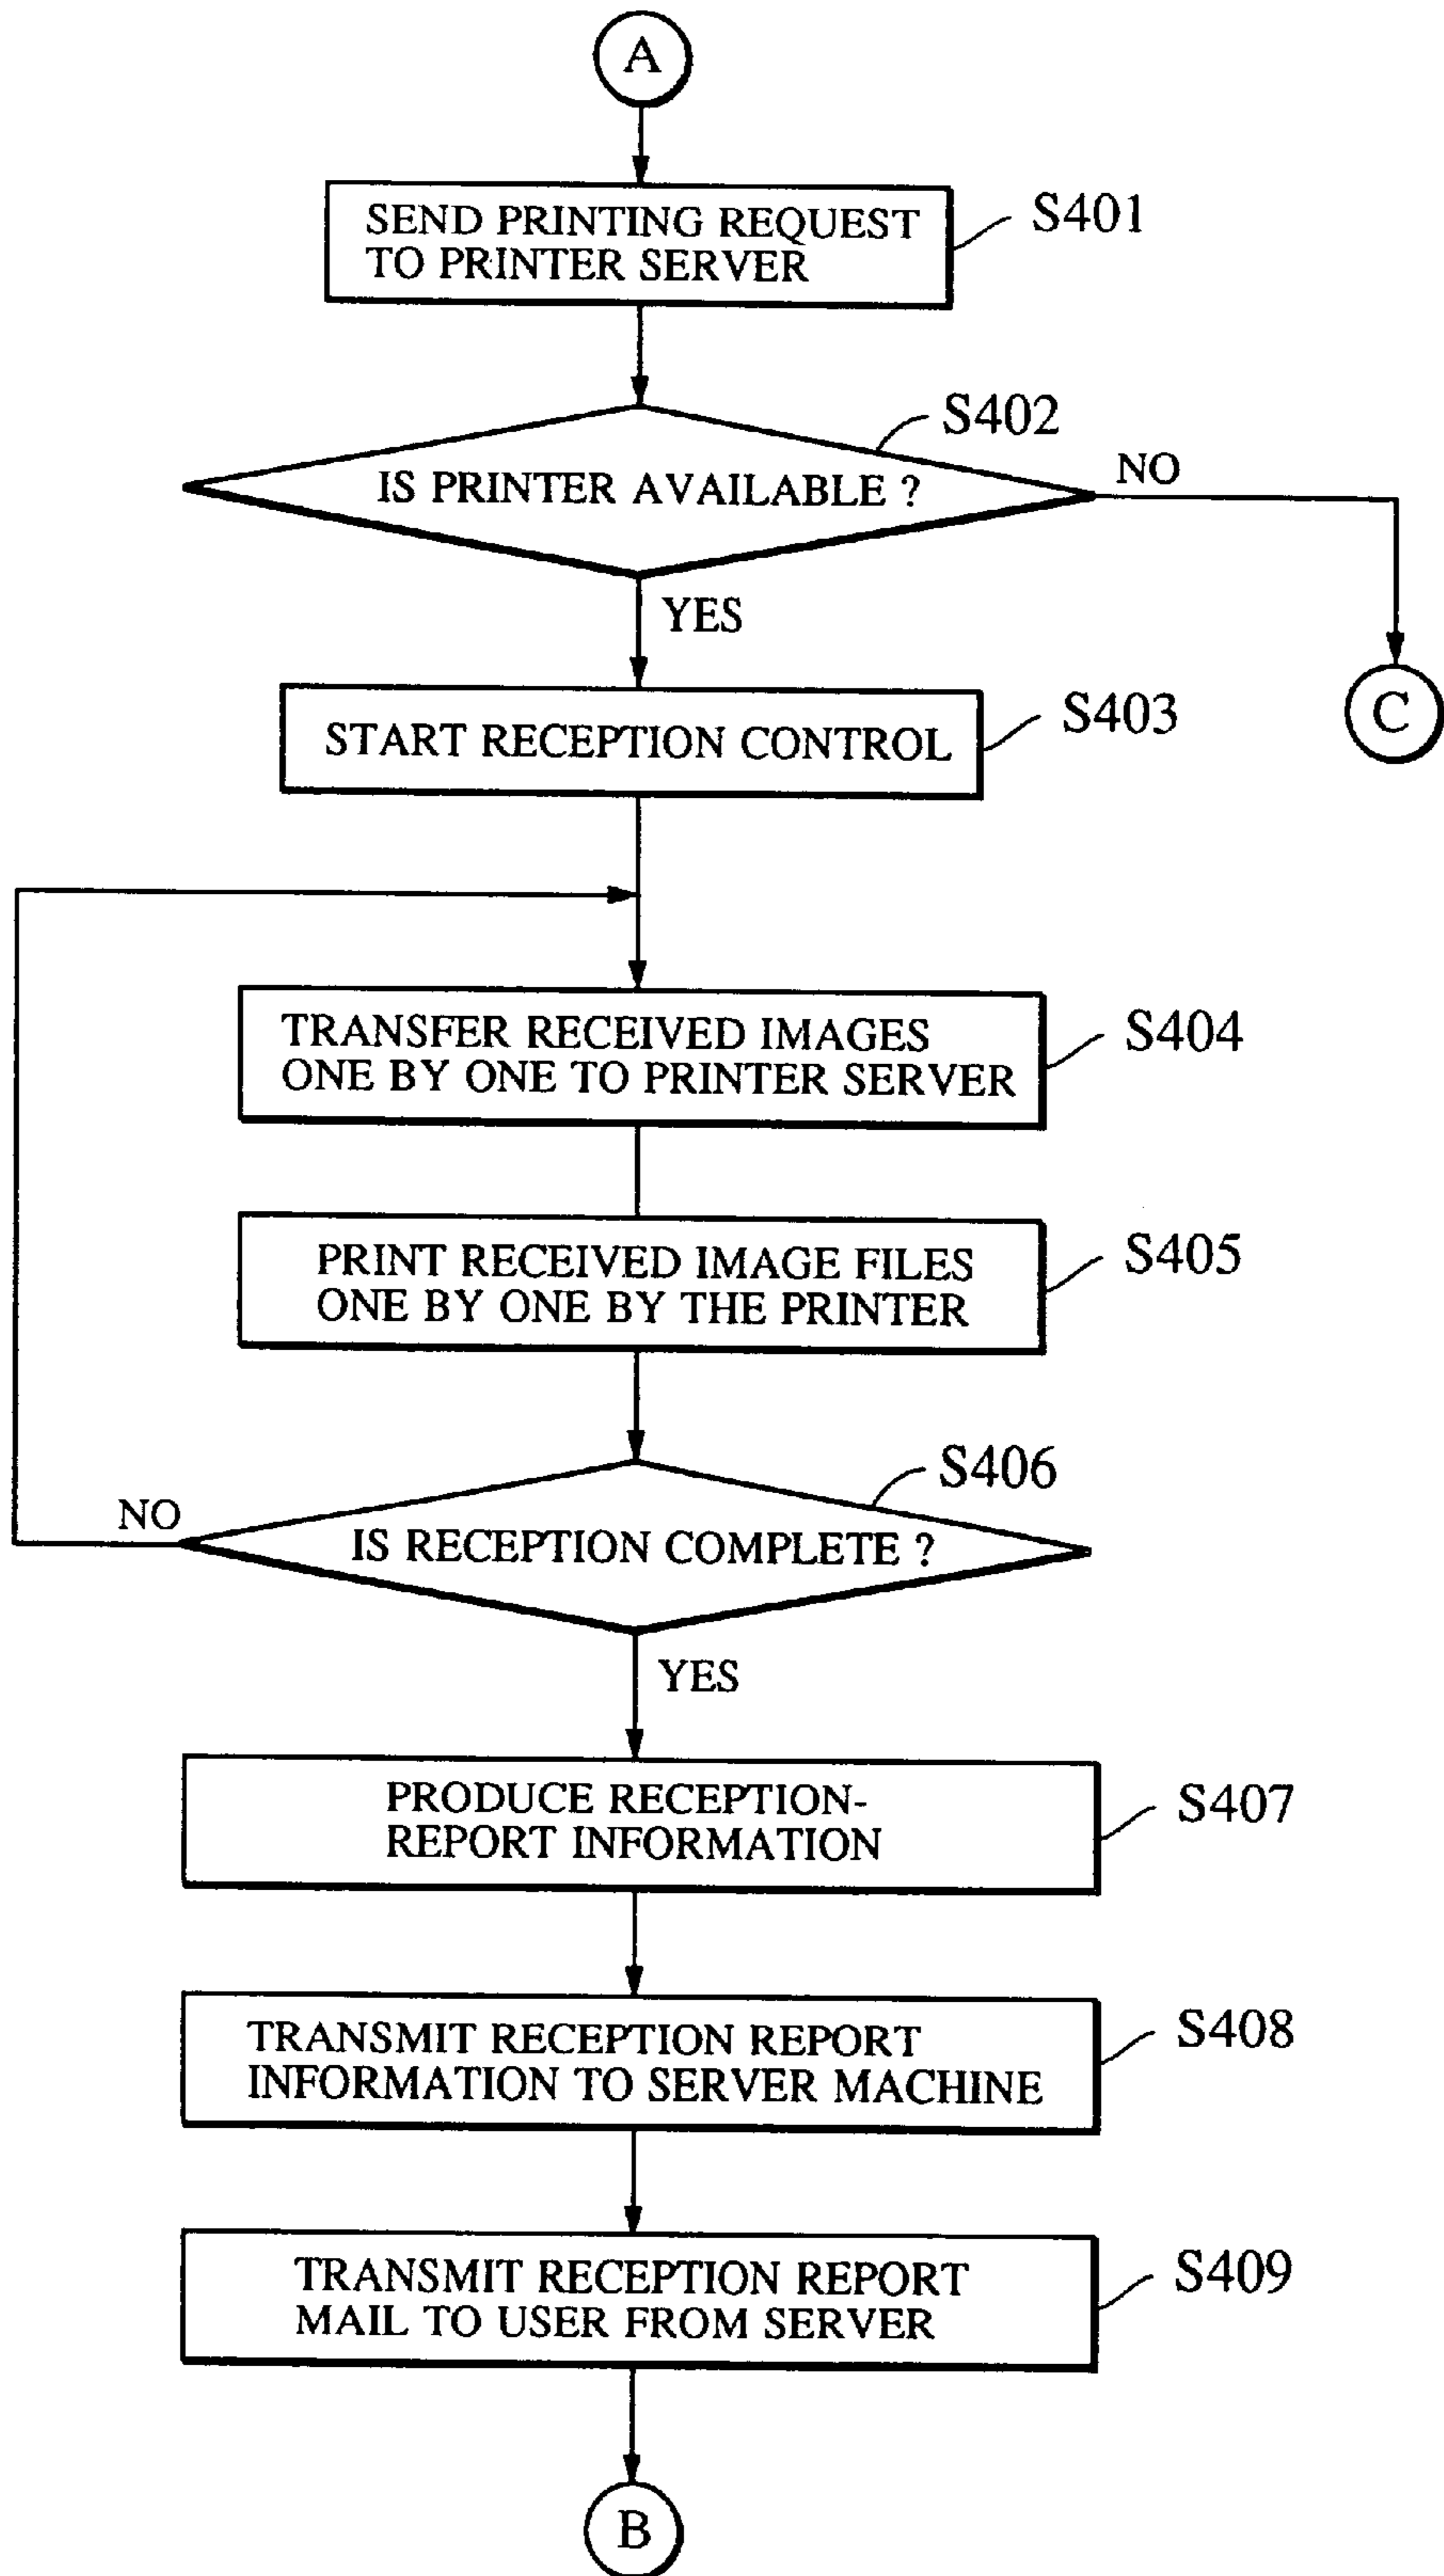 A
SEND PRINTING REQUEST
TO PRINTER SERVER
S401
S402
IS PRINTER AVAILABLE ?
NO
YES
C
START RECEPTION CONTROL
S403
TRANSFER RECEIVED IMAGES
ONE BY ONE TO PRINTER SERVER
S404
PRINT RECEIVED IMAGE FILES
ONE BY ONE BY THE PRINTER
S405
S406
NO
IS RECEPTION COMPLETE ?
YES
PRODUCE RECEPTION-
REPORT INFORMATION
S407
TRANSMIT RECEPTION REPORT
INFORMATION TO SERVER MACHINE
S408
TRANSMIT RECEPTION REPORT
MAIL TO USER FROM SERVER
S409
B